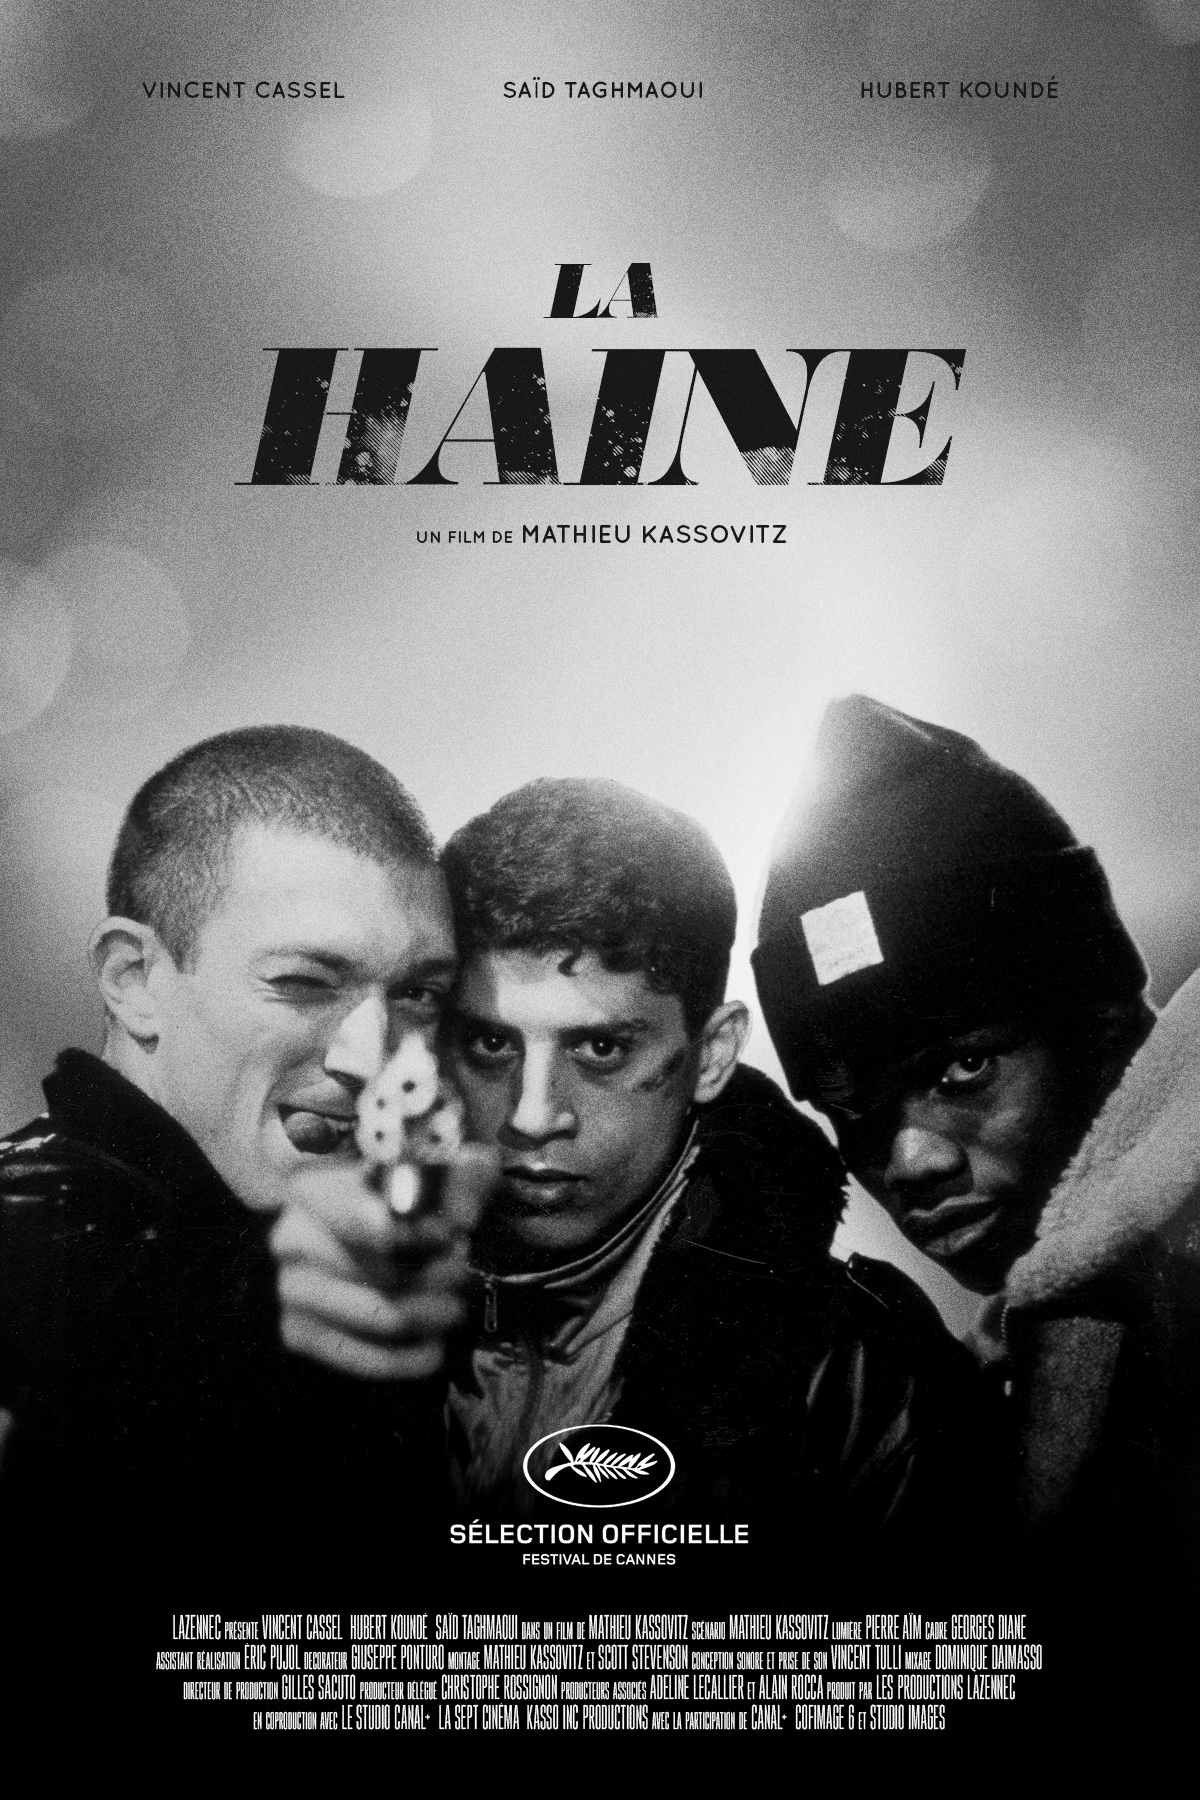 VINCENT CASSEL SAÏD TAGHMAOUI HUBERT KOUNDÉ
LA
HAINE
UN FILM DE MATHIEU KASSOVITZ
SÉLECTION OFFICIELLE
FESTIVAL DE CANNES
LAZENNEC PRÉSENTE VINCENT CASSEL HUBERT KOUNDÉ SAÏD TAGHMAOUI DANS UN FILM DE MATHIEU KASSOVITZ SCÉNARIO MATHIEU KASSOVITZ LUMIÈRE PIERRE AÏM CADRE GEORGES DIANE
ASSISTANT RÉALISATION ÉRIC PUJOL DÉCORATEUR GIUSEPPE PONTURO MONTAGE MATHIEU KASSOVITZ ET SCOTT STEVENSON CONCEPTION SONORE ET PRISE DE SON VINCENT TULLI MIXAGE DOMINIQUE DALMASSO
DIRECTEUR DE PRODUCTION GILLES SACUTO PRODUCTEUR DÉLÉGUÉ CHRISTOPHE ROSSIGNON PRODUCTEURS ASSOCIÉS ADELINE LECALLIER ET ALAIN ROCCA PRODUIT PAR LES PRODUCTIONS LAZENNEC
EN COPRODUCTION AVEC LE STUDIO CANAL+ LA SEPT CINÉMA KASSO INC PRODUCTIONS AVEC LA PARTICIPATION DE CANAL+ COFIMAGE 6 ET STUDIO IMAGES